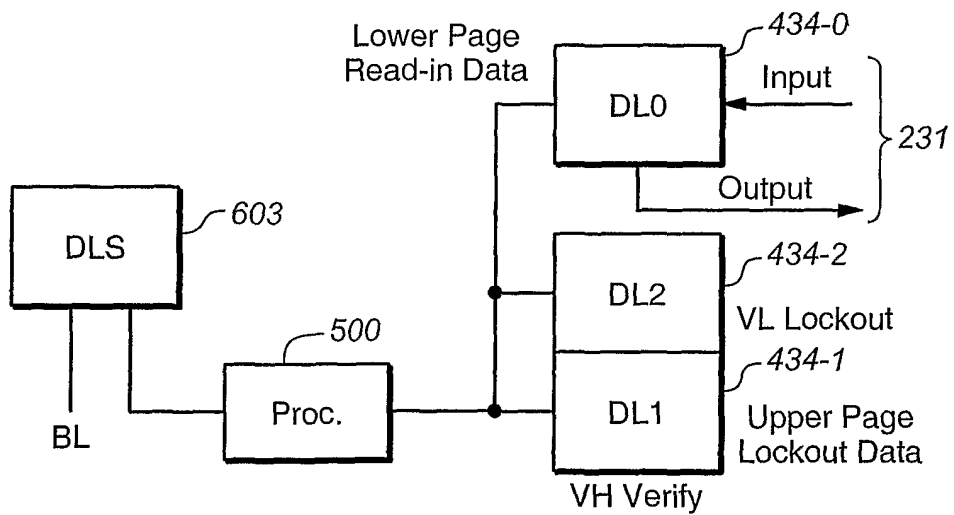 Lower Page
Read-in Data
434-0
DL0
Input
231
Output
DLS
603
434-2
DL2
VL Lockout
500
434-1
Proc.
DL1
Upper Page
Lockout Data
BL
VH Verify